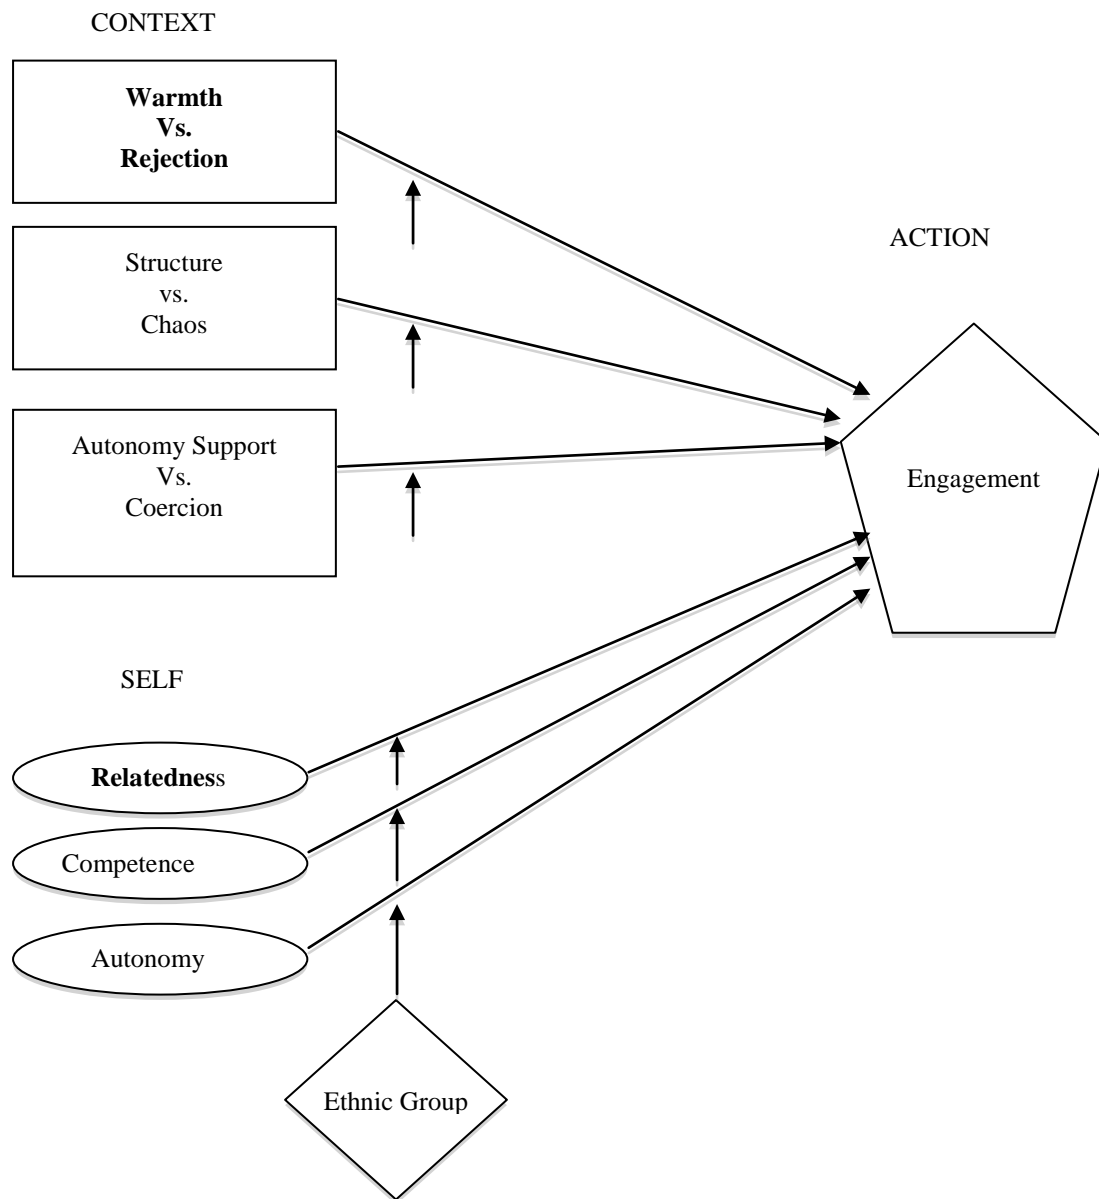 CONTEXT
Warmth
Vs.
Rejection
Structure
vs.
Chaos
Autonomy Support
Vs.
Coercion
ACTION
Engagement
SELF
Relatedness
Competence
Autonomy
Ethnic Group